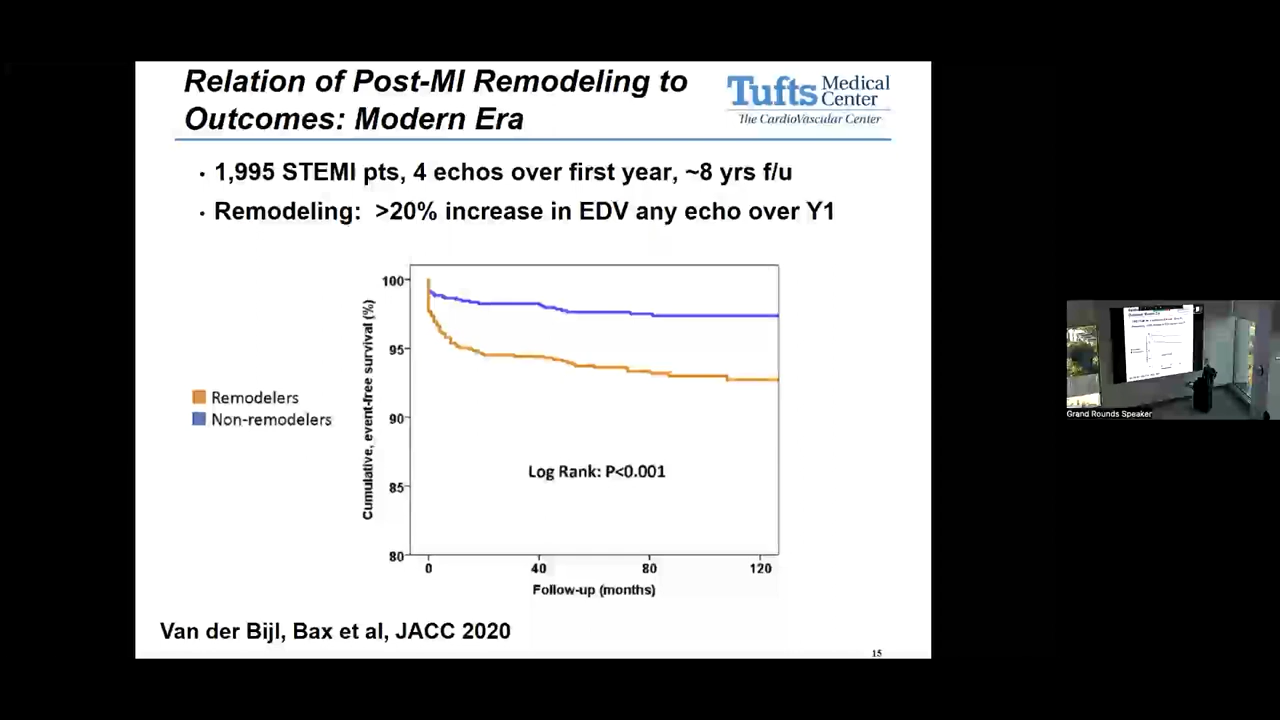 Relation of Post-MI Remodeling to
Outcomes: Modern Era
Tufts Medical
Center
The CardioVascular Center
• 1,995 STEMI pts, 4 echos over first year, ~8 yrs f/u
• Remodeling: >20% increase in EDV any echo over Y1
Remodelers
Non-remodelers
Cumulative, event-free survival (%)
100
95
90
85
80
Log Rank: P<0.001
0 40 80 120
Follow-up (months)
Van der Bijl, Bax et al, JACC 2020
15
Grand Rounds Speaker